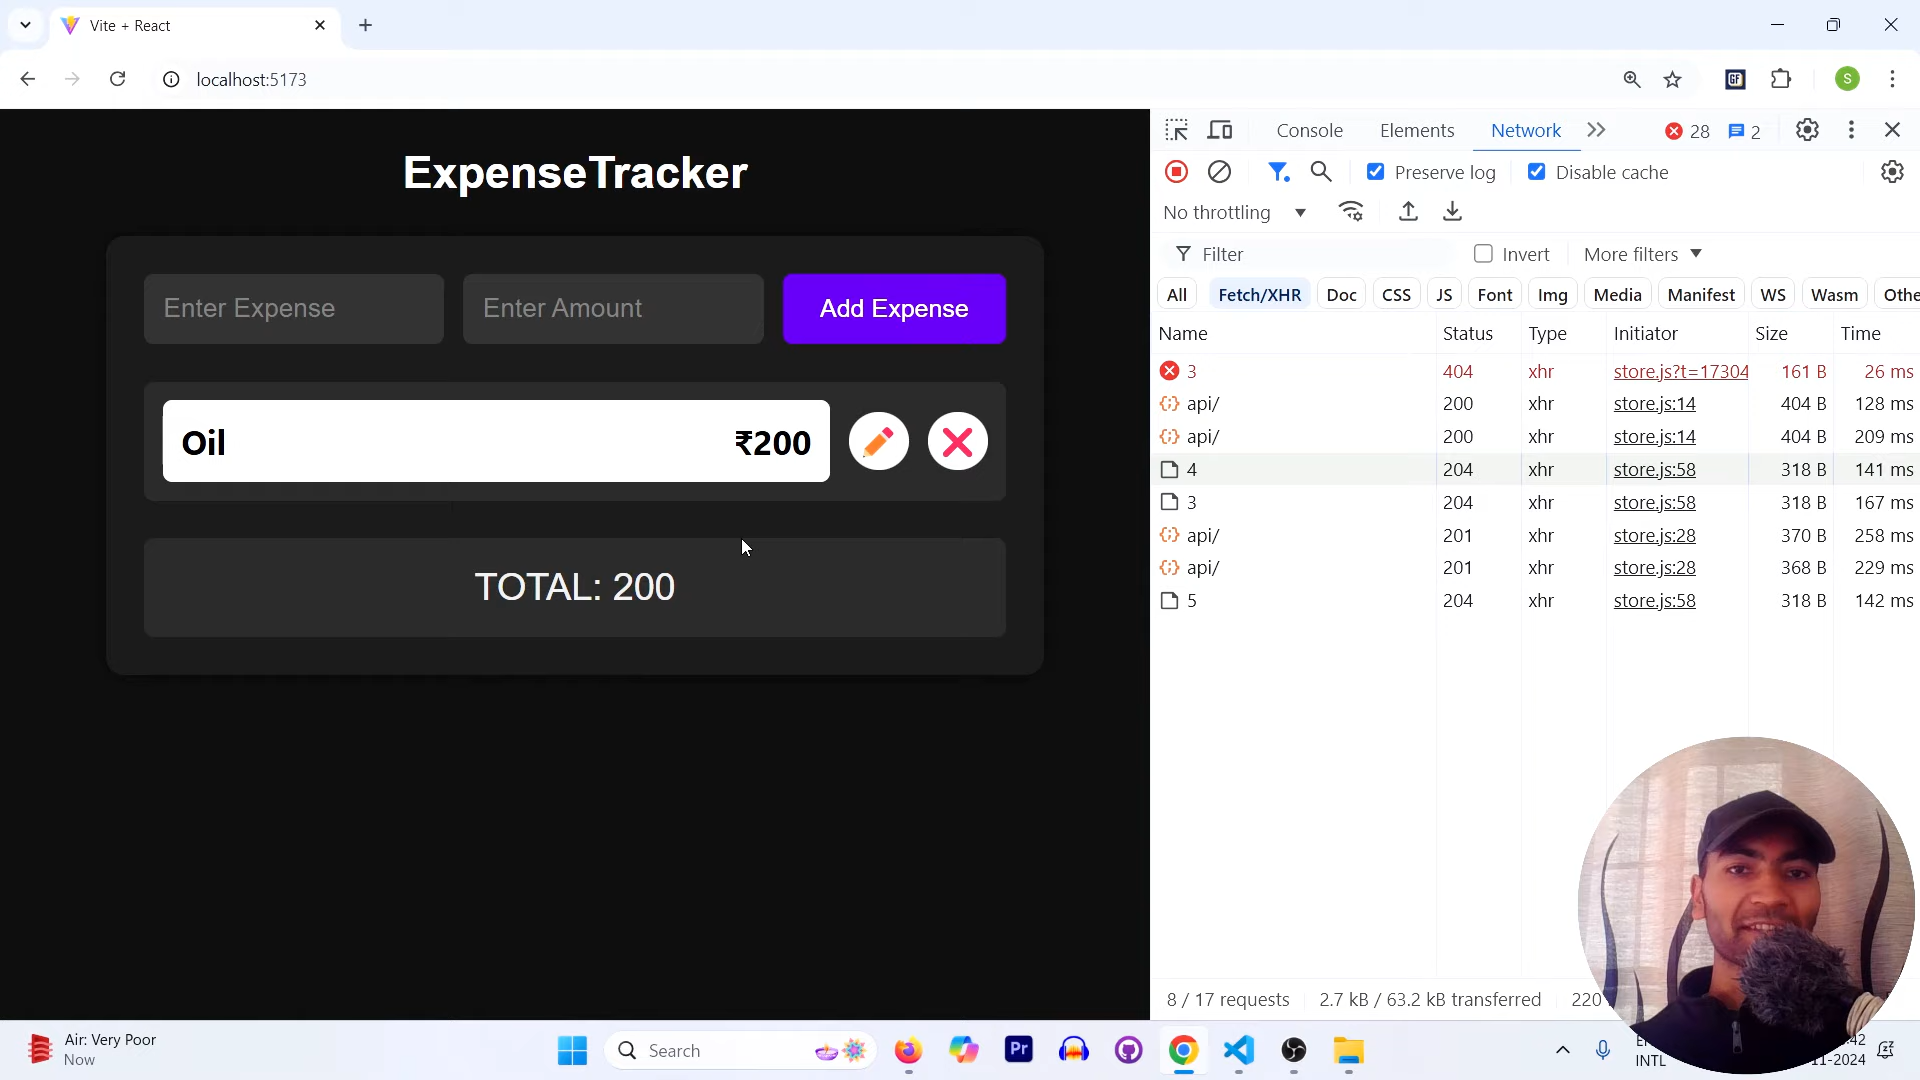 Vite + React
localhost:5173
GF
S
ExpenseTracker
Enter Expense
Enter Amount
Add Expense
Oil
₹200
TOTAL: 200
Console
Elements
Network
28
2
Preserve log
Disable cache
No throttling
Filter
Invert
More filters
All
Fetch/XHR
Doc
CSS
JS
Font
Img
Media
Manifest
WS
Wasm
Othe
Name Status Type Initiator Size Time
3 404 xhr store.js?t=17304 161 B 26 ms
api/ 200 xhr store.js:14 404 B 128 ms
api/ 200 xhr store.js:14 404 B 209 ms
4 204 xhr store.js:58 318 B 141 ms
3 204 xhr store.js:58 318 B 167 ms
api/ 201 xhr store.js:28 370 B 258 ms
api/ 201 xhr store.js:28 368 B 229 ms
5 204 xhr store.js:58 318 B 142 ms
8 / 17 requests
2.7 kB / 63.2 kB transferred
220
Air: Very Poor
Now
Search
Pr
INTL
:42
11-2024